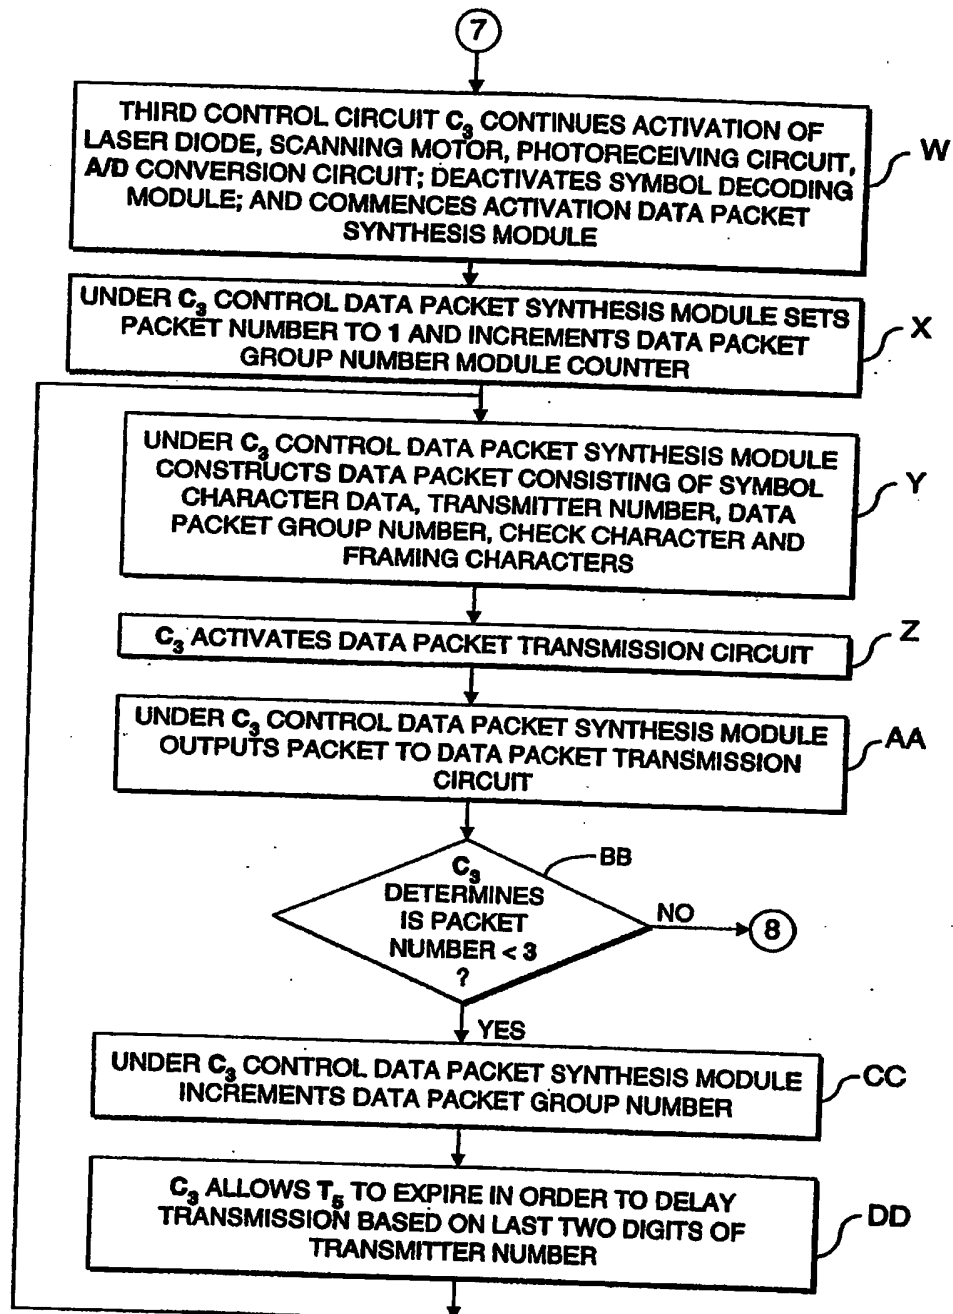 7
THIRD CONTROL CIRCUIT C3 CONTINUES ACTIVATION OF
LASER DIODE, SCANNING MOTOR, PHOTORECEIVING CIRCUIT,
A/D CONVERSION CIRCUIT; DEACTIVATES SYMBOL DECODING
MODULE; AND COMMENCES ACTIVATION DATA PACKET
SYNTHESIS MODULE
W
UNDER C3 CONTROL DATA PACKET SYNTHESIS MODULE SETS
PACKET NUMBER TO 1 AND INCREMENTS DATA PACKET
GROUP NUMBER MODULE COUNTER
X
UNDER C3 CONTROL DATA PACKET SYNTHESIS MODULE
CONSTRUCTS DATA PACKET CONSISTING OF SYMBOL
CHARACTER DATA, TRANSMITTER NUMBER, DATA
PACKET GROUP NUMBER, CHECK CHARACTER AND
FRAMING CHARACTERS
Y
C3 ACTIVATES DATA PACKET TRANSMISSION CIRCUIT
Z
UNDER C3 CONTROL DATA PACKET SYNTHESIS MODULE
OUTPUTS PACKET TO DATA PACKET TRANSMISSION
CIRCUIT
AA
C3
DETERMINES
IS PACKET
NUMBER < 3
?
BB
NO
8
YES
UNDER C3 CONTROL DATA PACKET SYNTHESIS MODULE
INCREMENTS DATA PACKET GROUP NUMBER
CC
C3 ALLOWS T5 TO EXPIRE IN ORDER TO DELAY
TRANSMISSION BASED ON LAST TWO DIGITS OF
TRANSMITTER NUMBER
DD